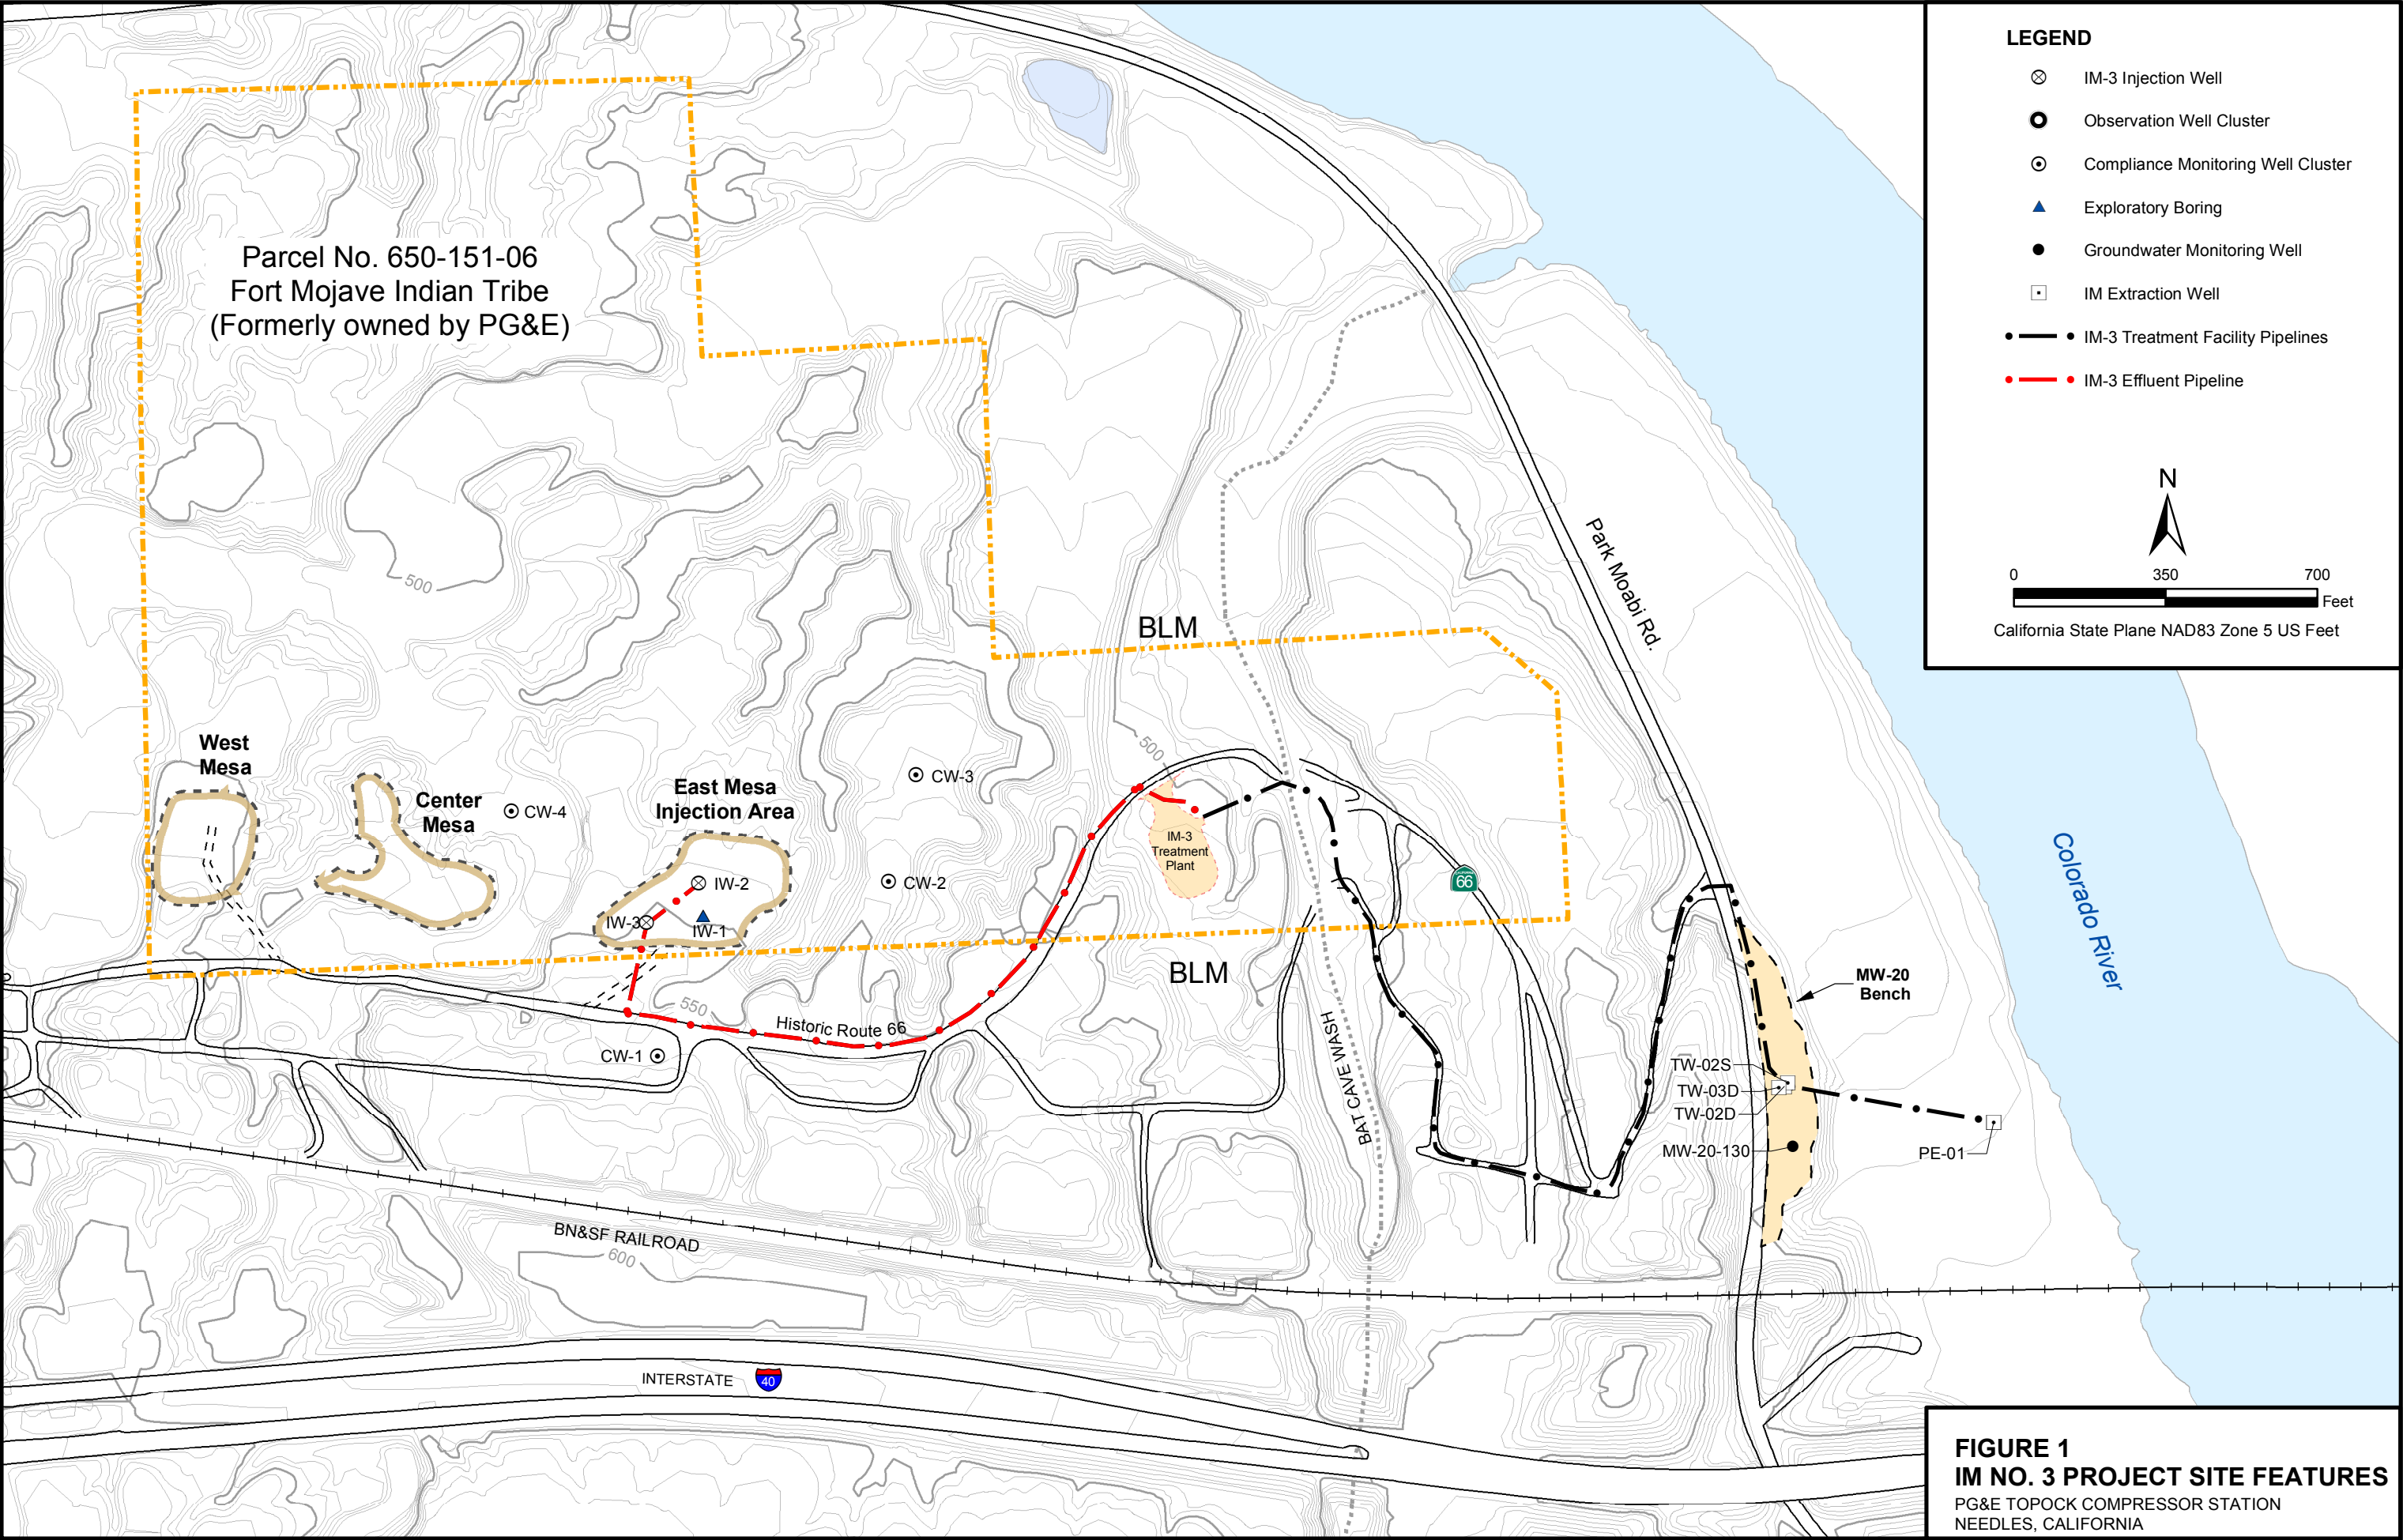 LEGEND
IM-3 Injection Well
Observation Well Cluster
Compliance Monitoring Well Cluster
Exploratory Boring
Groundwater Monitoring Well
IM Extraction Well
IM-3 Treatment Facility Pipelines
IM-3 Effluent Pipeline
N
0 350 700
Feet
California State Plane NAD83 Zone 5 US Feet
Parcel No. 650-151-06
Fort Mojave Indian Tribe
(Formerly owned by PG&E)
500
Park Moabi Rd.
BLM
West
Mesa
Center
Mesa
CW-4
East Mesa
Injection Area
CW-3
500
IM-3
Treatment
Plant
IW-2
CW-2
CALIFORNIA
66
IW-3
IW-1
Colorado River
BLM
MW-20
Bench
550
Historic Route 66
CW-1
BAT CAVE WASH
TW-02S
TW-03D
TW-02D
MW-20-130
PE-01
BN&SF RAILROAD
600
INTERSTATE 40
FIGURE 1
IM NO. 3 PROJECT SITE FEATURES
PG&E TOPOCK COMPRESSOR STATION
NEEDLES, CALIFORNIA